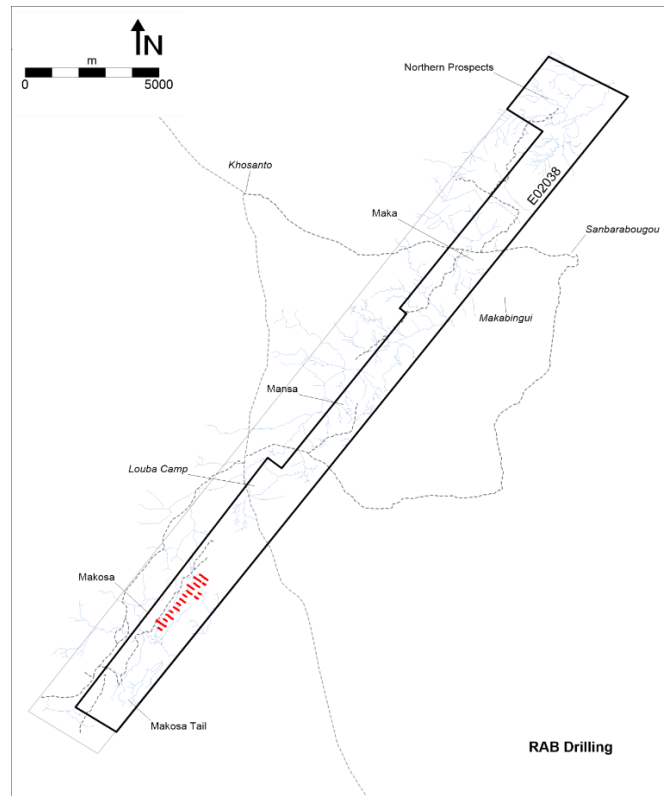 N
m
0 5000
Northern Prospects
Khosanto
E02038
Maka
Sanbarabougou
Makabingui
Mansa
Louba Camp
Makosa
Makosa Tail
RAB Drilling